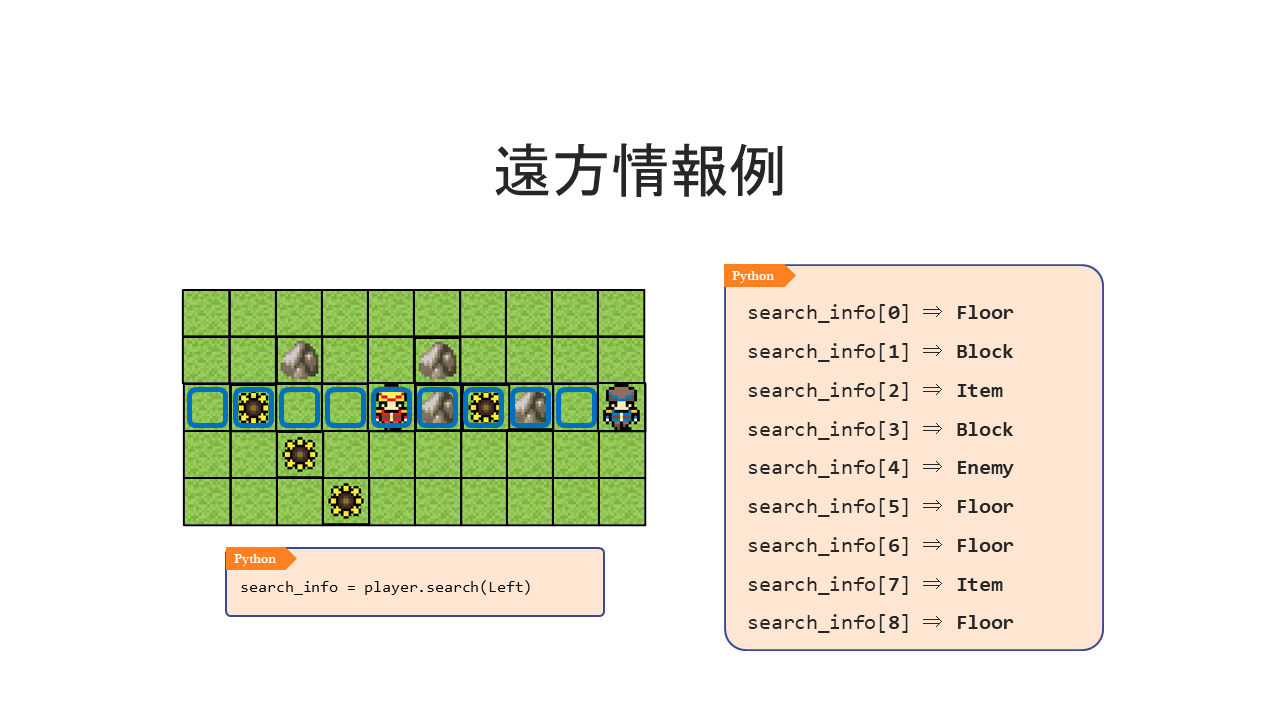 遠方情報例
Python
search_info = player.search(Left)
Python
search_info[0] ⇒ Floor
search_info[1] ⇒ Block
search_info[2] ⇒ Item
search_info[3] ⇒ Block
search_info[4] ⇒ Enemy
search_info[5] ⇒ Floor
search_info[6] ⇒ Floor
search_info[7] ⇒ Item
search_info[8] ⇒ Floor